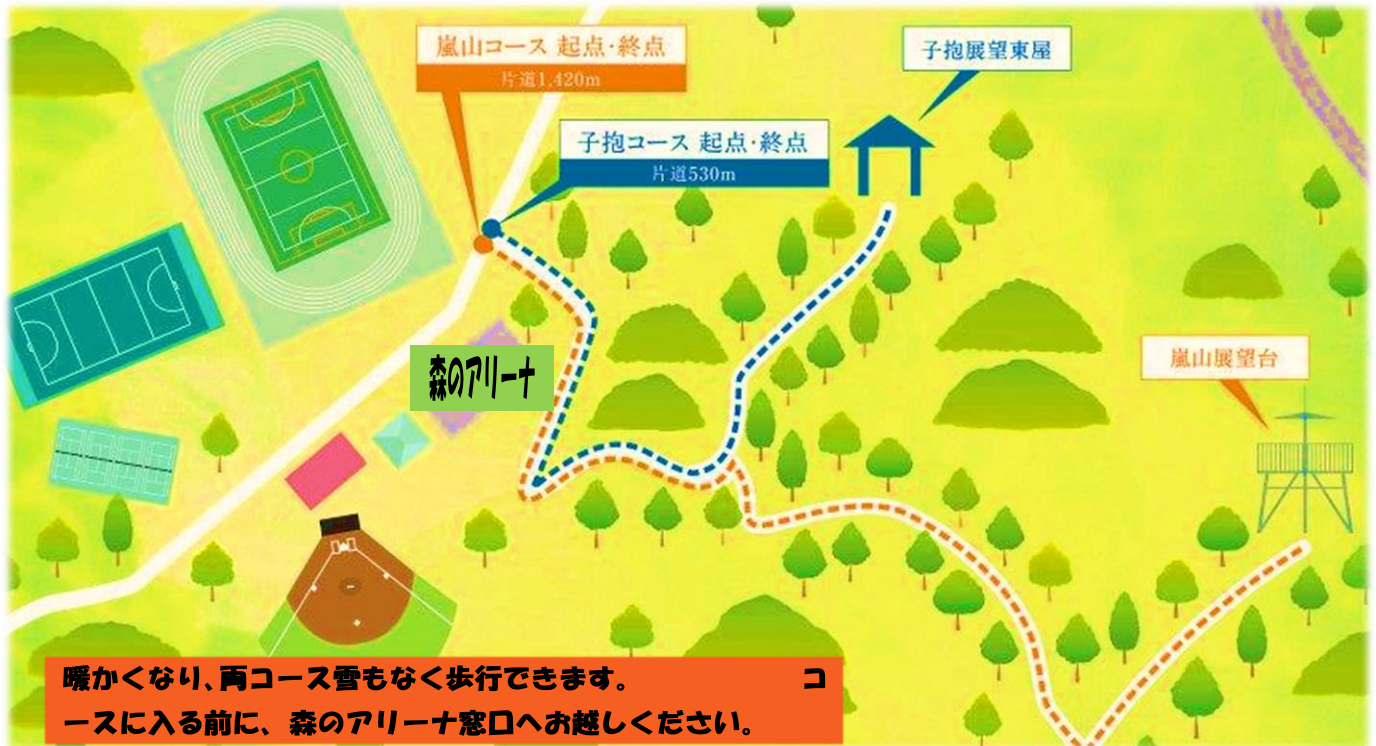 嵐山コース 起点・終点
片道1,420m
子抱展望東屋
子抱コース 起点・終点
片道530m
嵐山展望台
森のアリーナ
暖かくなり、両コース雪もなく歩行できます。 コ
ースに入る前に、森のアリーナ窓口へお越しください。